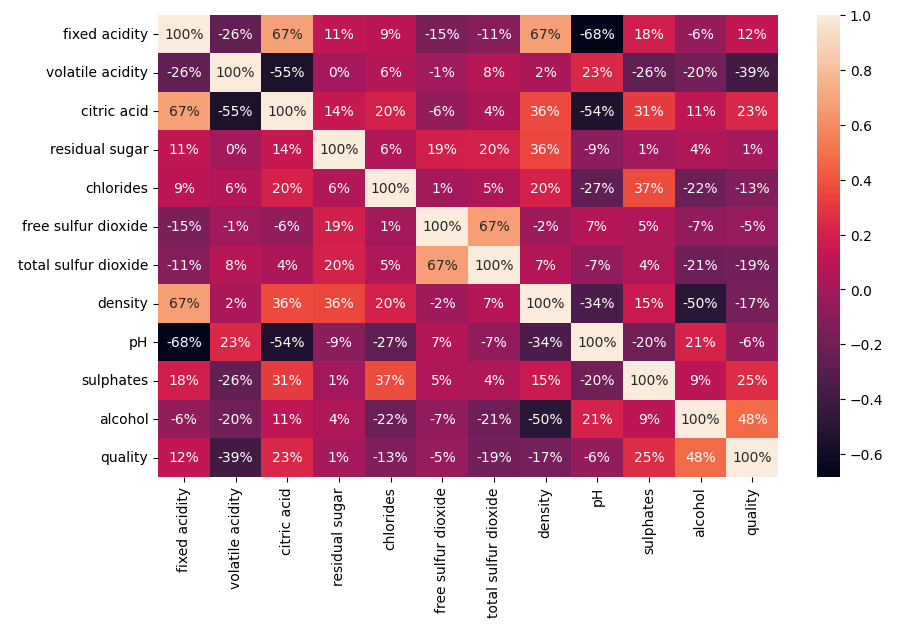 fixed acidity 100% -26% 67% 11% 9% -15% -11% 67% -68% 18% -6% 12%
volatile acidity -26% 100% -55% 0% 6% -1% 8% 2% 23% -26% -20% -39%
citric acid 67% -55% 100% 14% 20% -6% 4% 36% -54% 31% 11% 23%
residual sugar 11% 0% 14% 100% 6% 19% 20% 36% -9% 1% 4% 1%
chlorides 9% 6% 20% 6% 100% 1% 5% 20% -27% 37% -22% -13%
free sulfur dioxide -15% -1% -6% 19% 1% 100% 67% -2% 7% 5% -7% -5%
total sulfur dioxide -11% 8% 4% 20% 5% 67% 100% 7% -7% 4% -21% -19%
density 67% 2% 36% 36% 20% -2% 7% 100% -34% 15% -50% -17%
pH -68% 23% -54% -9% -27% 7% -7% -34% 100% -20% 21% -6%
sulphates 18% -26% 31% 1% 37% 5% 4% 15% -20% 100% 9% 25%
alcohol -6% -20% 11% 4% -22% -7% -21% -50% 21% 9% 100% 48%
quality 12% -39% 23% 1% -13% -5% -19% -17% -6% 25% 48% 100%
fixed acidity
volatile acidity
citric acid
residual sugar
chlorides
free sulfur dioxide
total sulfur dioxide
density
pH
sulphates
alcohol
quality
1.0
0.8
0.6
0.4
0.2
0.0
−0.2
−0.4
−0.6